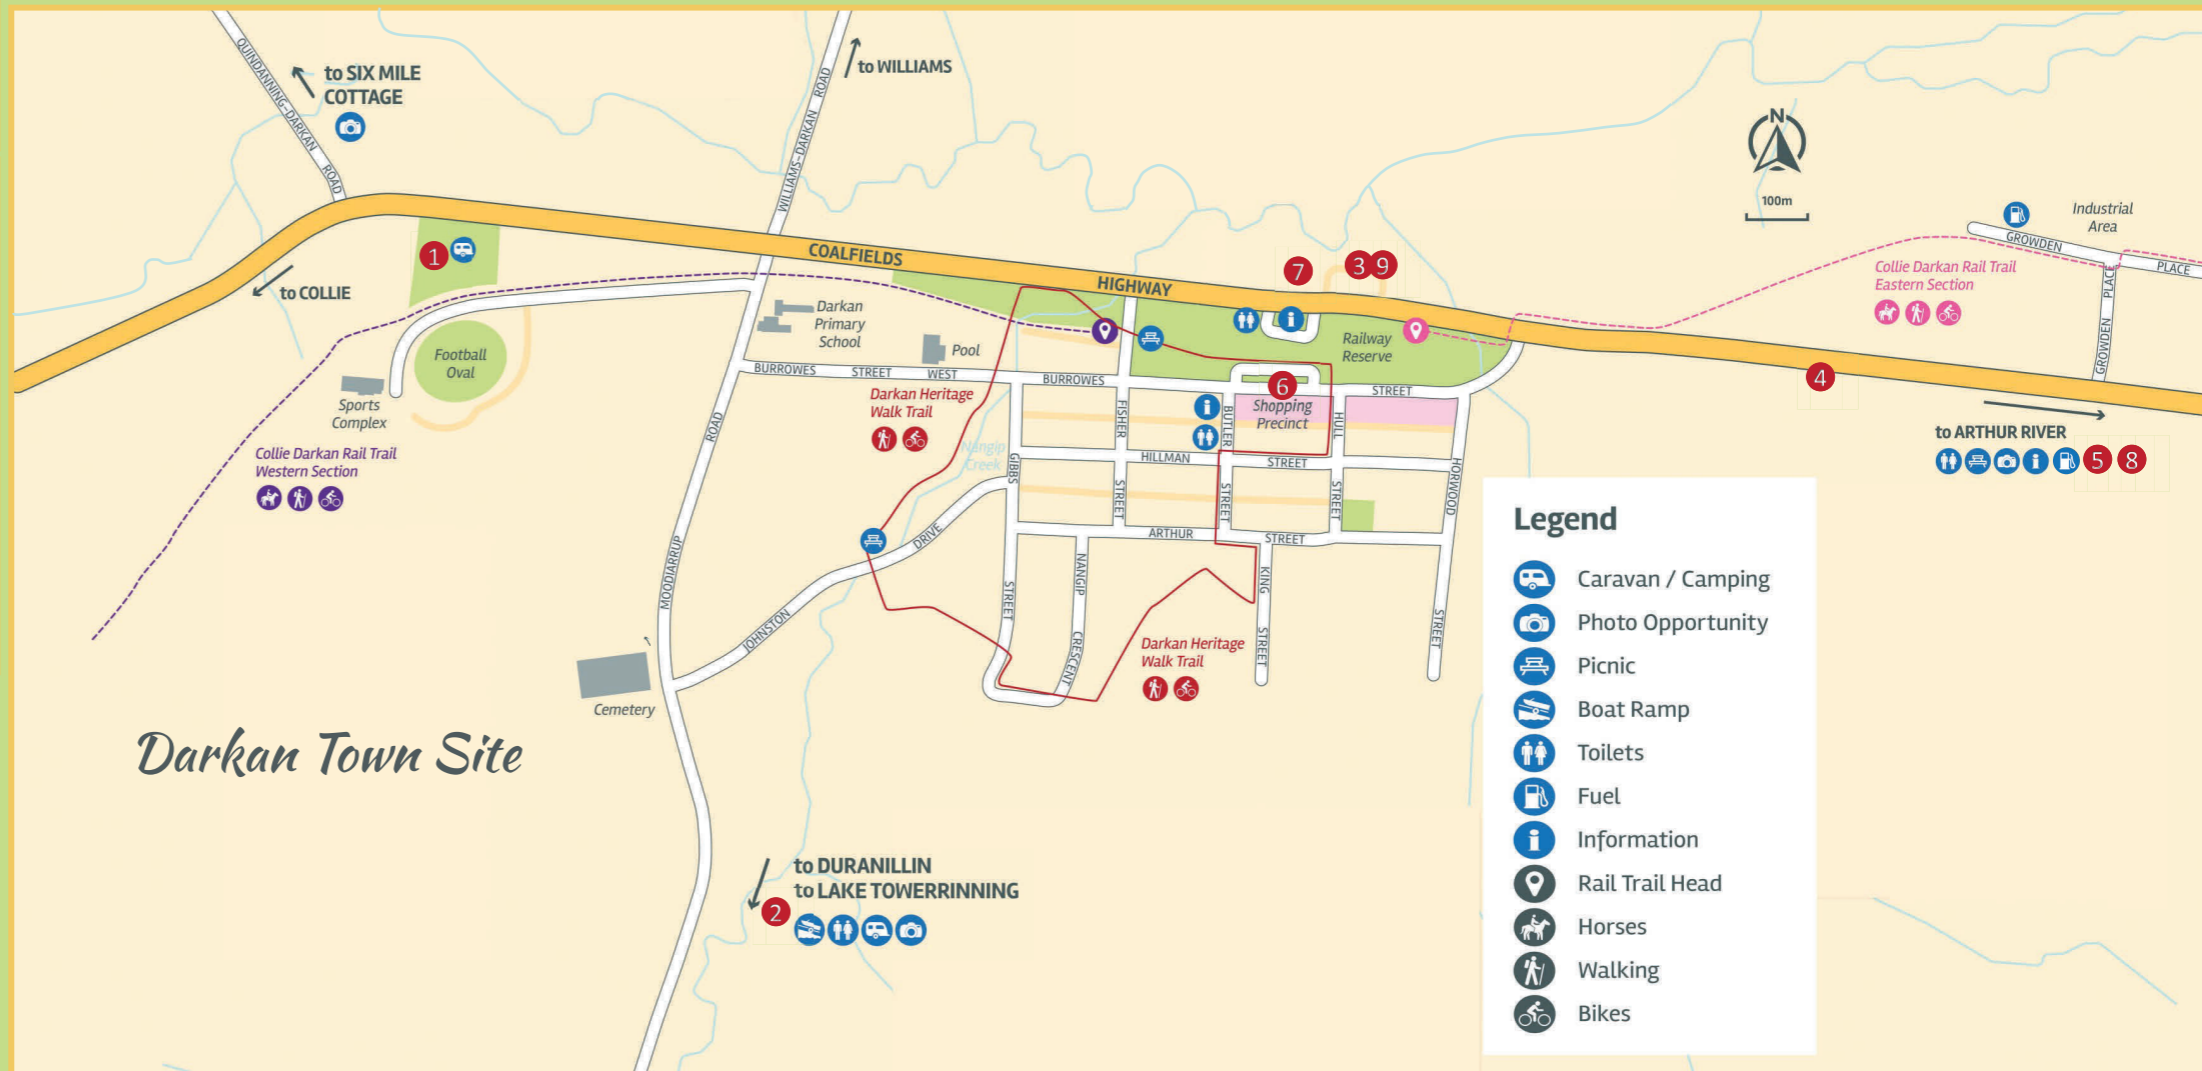 QUINDANNING-DARKAN ROAD
to SIX MILE
COTTAGE
WILLIAMS-DARKAN ROAD
to WILLIAMS
N
100m
Industrial
Area
GROWDEN
PLACE
GROWDEN PLACE
Collie Darkan Rail Trail
Eastern Section
1
to COLLIE
COALFIELDS
HIGHWAY
7
3
9
Darkan
Primary
School
Pool
Railway
Reserve
Football
Oval
Sports
Complex
BURROWES STREET WEST
BURROWES
STREET
6
Shopping
Precinct
4
Darkan Heritage
Walk Trail
FISHER
STREET
BUTLER
STREET
HULL
STREET
to ARTHUR RIVER
5
8
Collie Darkan Rail Trail
Western Section
Nangip
Creek
GIBBS
STREET
HILLMAN
STREET
HORWOOD
STREET
MOODIARRUP
ROAD
JOHNSTON
DRIVE
ARTHUR
STREET
NANGIP
CRESCENT
KING
STREET
Darkan Heritage
Walk Trail
Cemetery
Darkan Town Site
to DURANILLIN
to LAKE TOWERRINNING
2
Legend
Caravan / Camping
Photo Opportunity
Picnic
Boat Ramp
Toilets
Fuel
Information
Rail Trail Head
Horses
Walking
Bikes